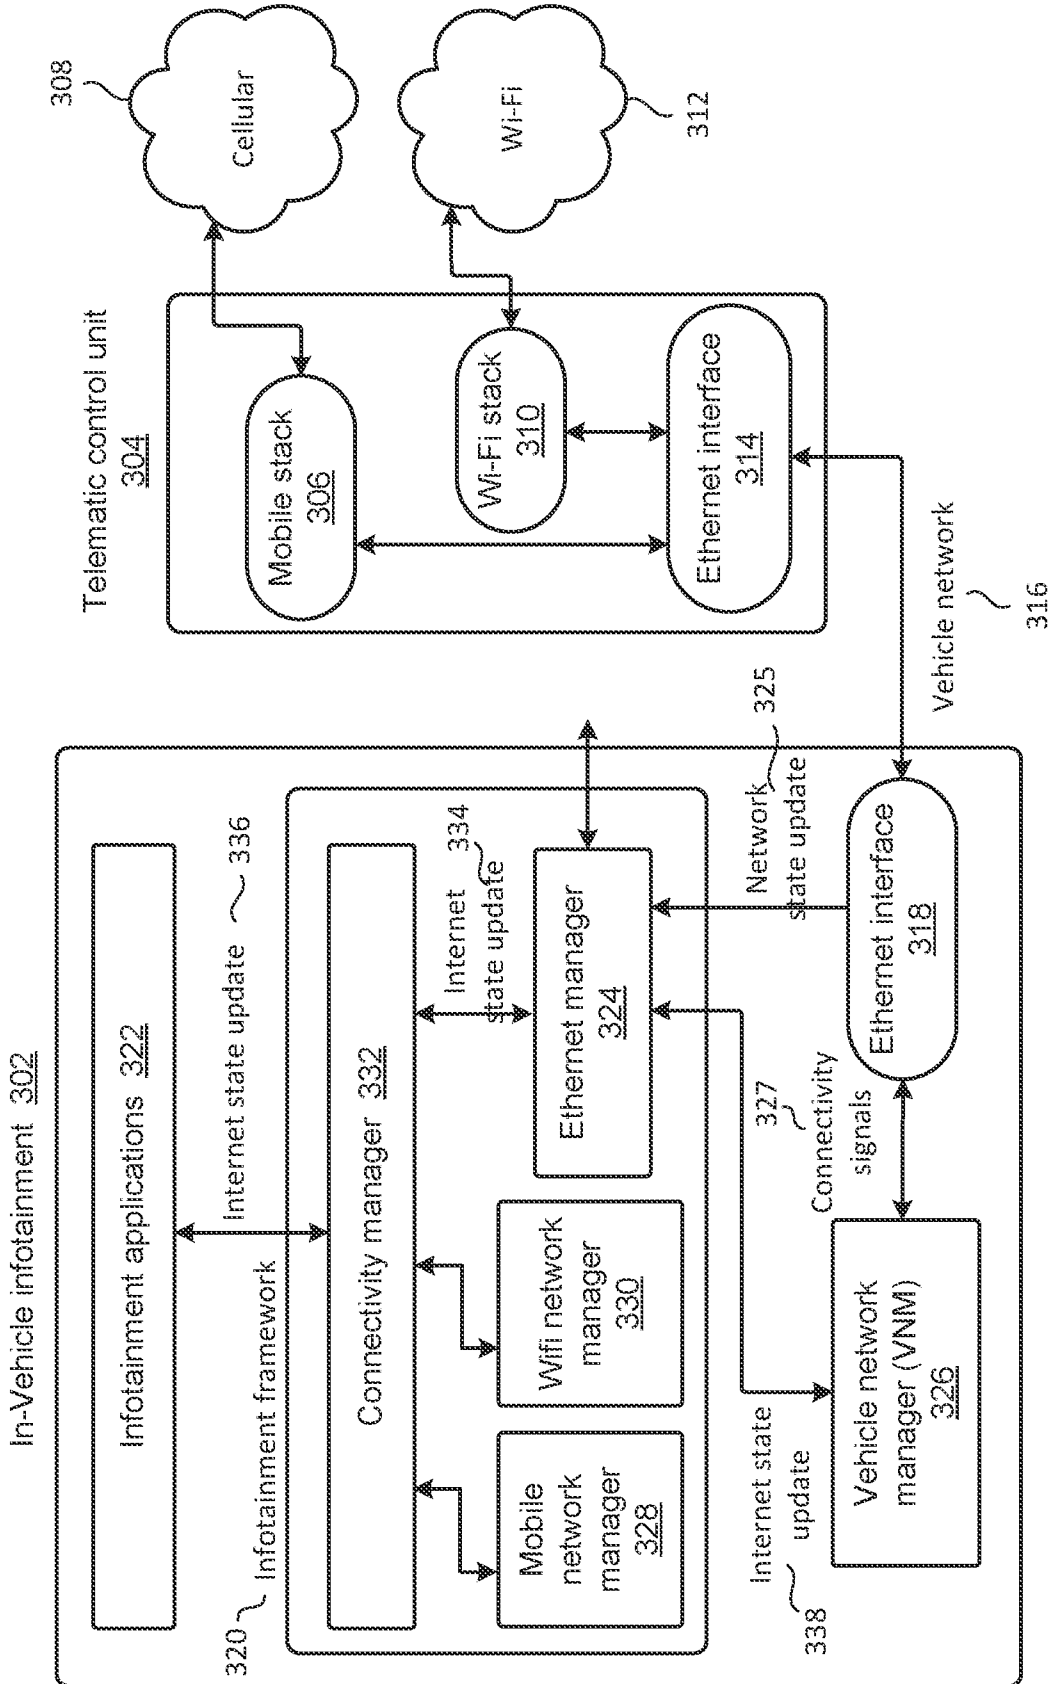 In-Vehicle infotainment 302
Infotainment applications 322
Internet state update
336
320
Infotainment framework
Connectivity manager 332
Internet
state update
334
Mobile
network
manager
328
Wifi network
manager
330
Ethernet manager
324
Network
state update
325
Internet state
update
338
327
Connectivity
signals
Vehicle network
manager (VNM)
326
Ethernet interface
318
Vehicle network
316
Telematic control unit
304
Mobile stack
306
Wi-Fi stack
310
Ethernet interface
314
308
Cellular
Wi-Fi
312